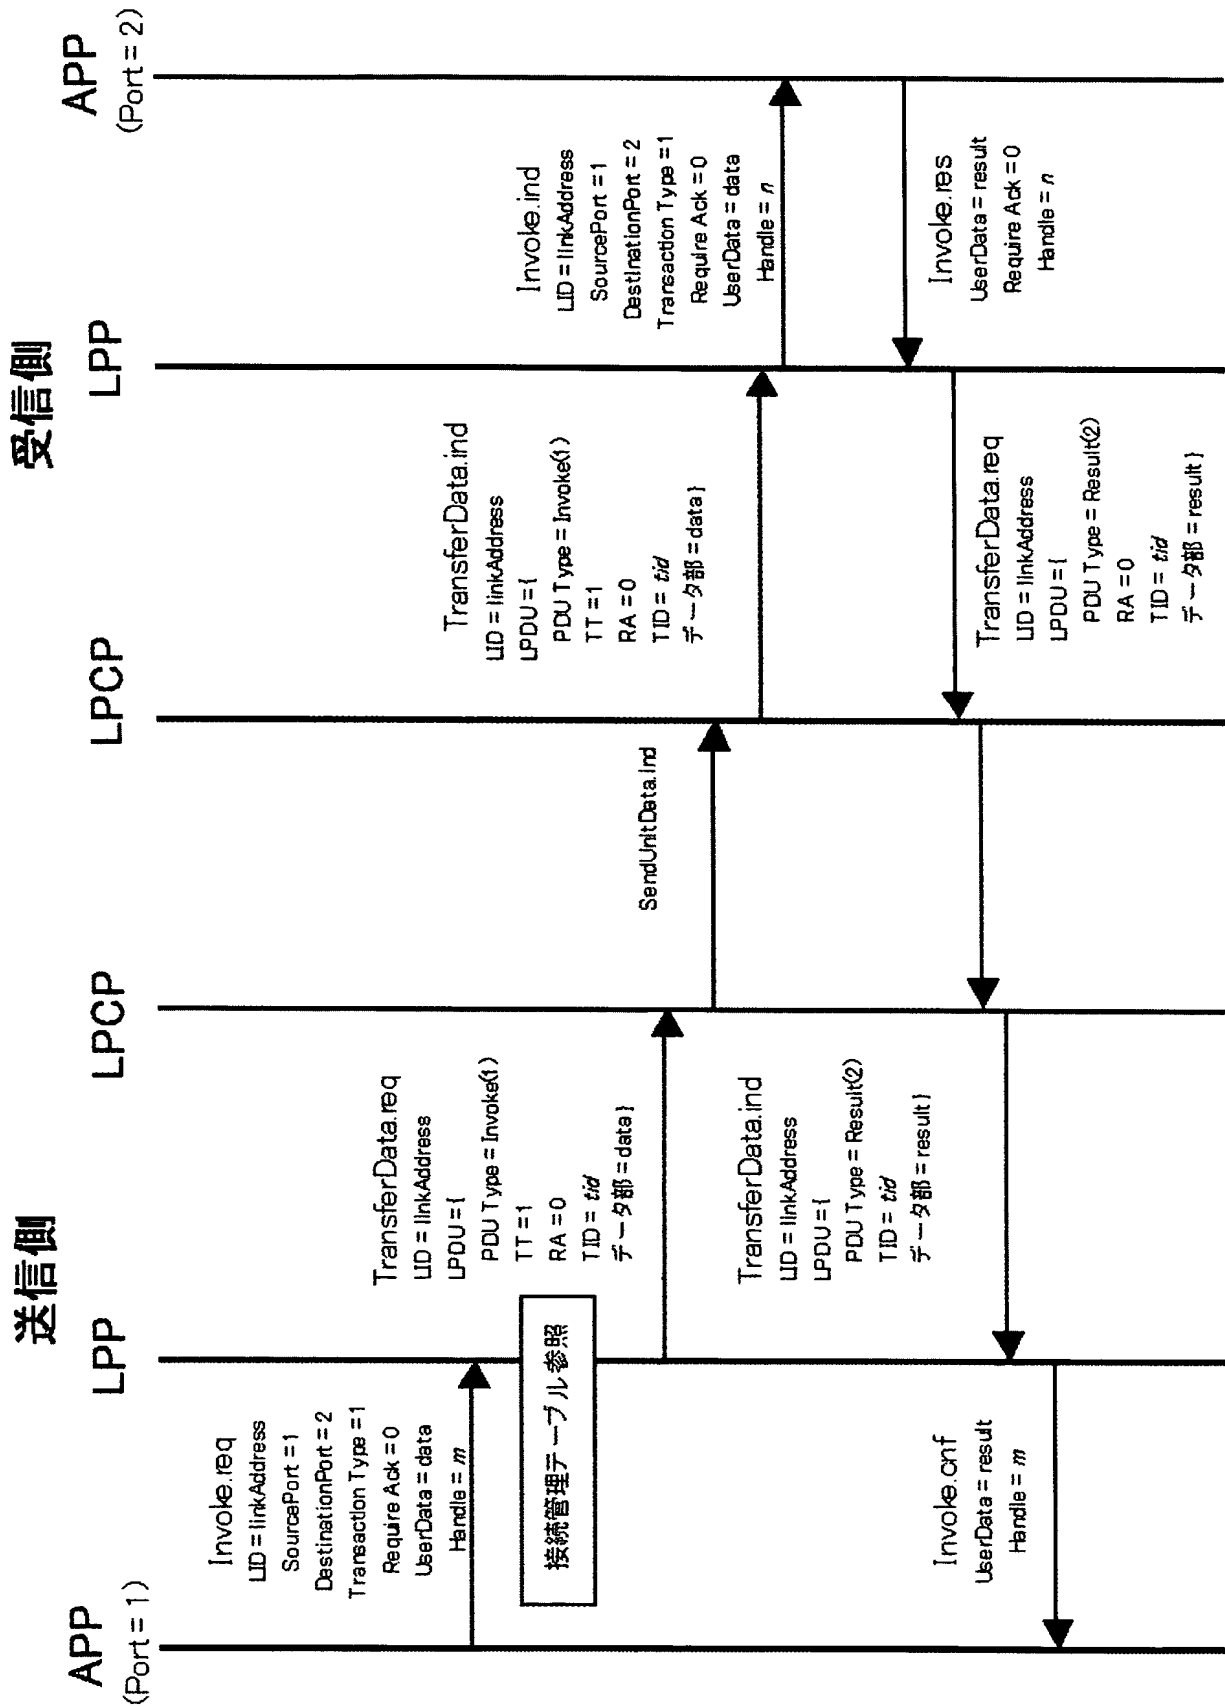 送信側
受信側
APP
(Port = 1)
LPP
LPCP
LPCP
LPP
APP
(Port = 2)
Invoke.req
LID = linkAddress
SourcePort = 1
DestinationPort = 2
Transaction Type = 1
Require Ack = 0
UserData = data
Handle = m
接続管理テーブル参照
TransferData.req
LID = linkAddress
LPDU = {
PDU Type = Invoke(1)
TT = 1
RA = 0
TID = tid
データ部 = data}
SendUnitData.ind
TransferData.ind
LID = linkAddress
LPDU = {
PDU Type = Invoke(1)
TT = 1
RA = 0
TID = tid
データ部 = data}
Invoke.ind
LID = linkAddress
SourcePort = 1
DestinationPort = 2
Transaction Type = 1
Require Ack = 0
UserData = data
Handle = n
Invoke.res
UserData = result
Require Ack = 0
Handle = n
TransferData.req
LID = linkAddress
LPDU = {
PDU Type = Result(2)
RA = 0
TID = tid
データ部 = result}
TransferData.ind
LID = linkAddress
LPDU = {
PDU Type = Result(2)
TID = tid
データ部 = result}
Invoke.cnf
UserData = result
Handle = m